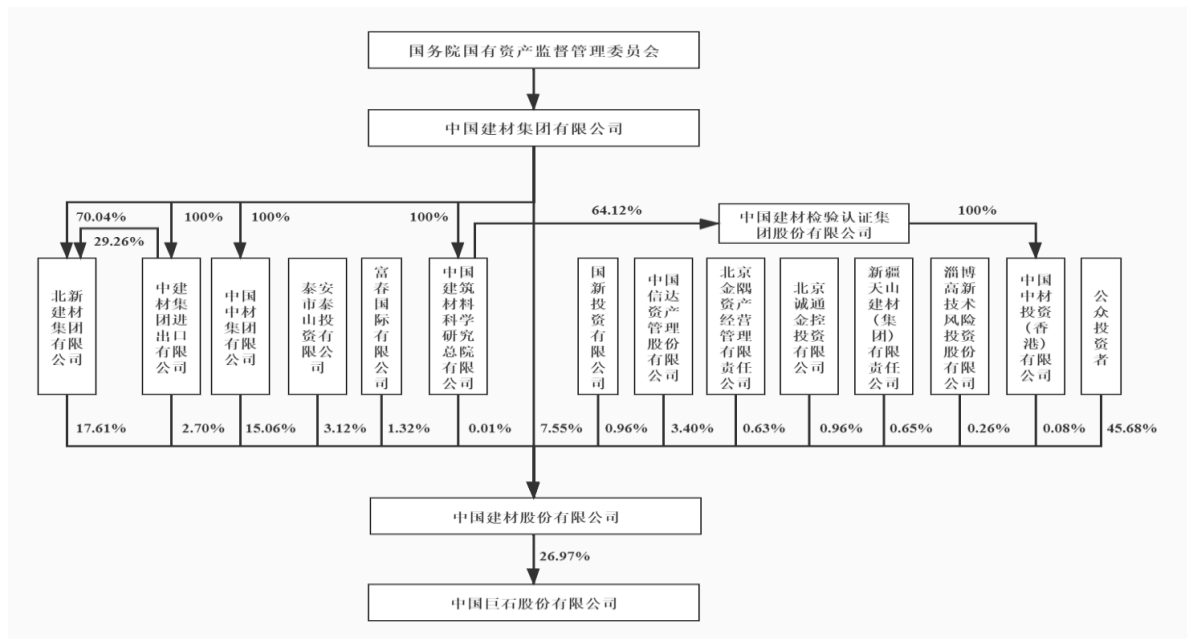 国务院国有资产监督管理委员会
中国建材集团有限公司
70.04%
100%
100%
100%
64.12%
中国建材检验认证集
团股份有限公司
100%
29.26%
北新建材集团有限公司
中建材集团进出口有限公司
中国中材集团有限公司
泰安市泰山投资有限公司
富春国际有限公司
中国建筑材料科学研究总院有限公司
国新投资有限公司
中国信达资产管理股份有限公司
北京金隅资产经营管理有限责任公司
北京诚通金控投资有限公司
新疆天山建材（集团）有限责任公司
淄博高新技术风险投资股份有限公司
中国中材投资（香港）有限公司
公众投资者
17.61%
2.70%
15.06%
3.12%
1.32%
0.01%
7.55%
0.96%
3.40%
0.63%
0.96%
0.65%
0.26%
0.08%
45.68%
中国建材股份有限公司
26.97%
中国巨石股份有限公司